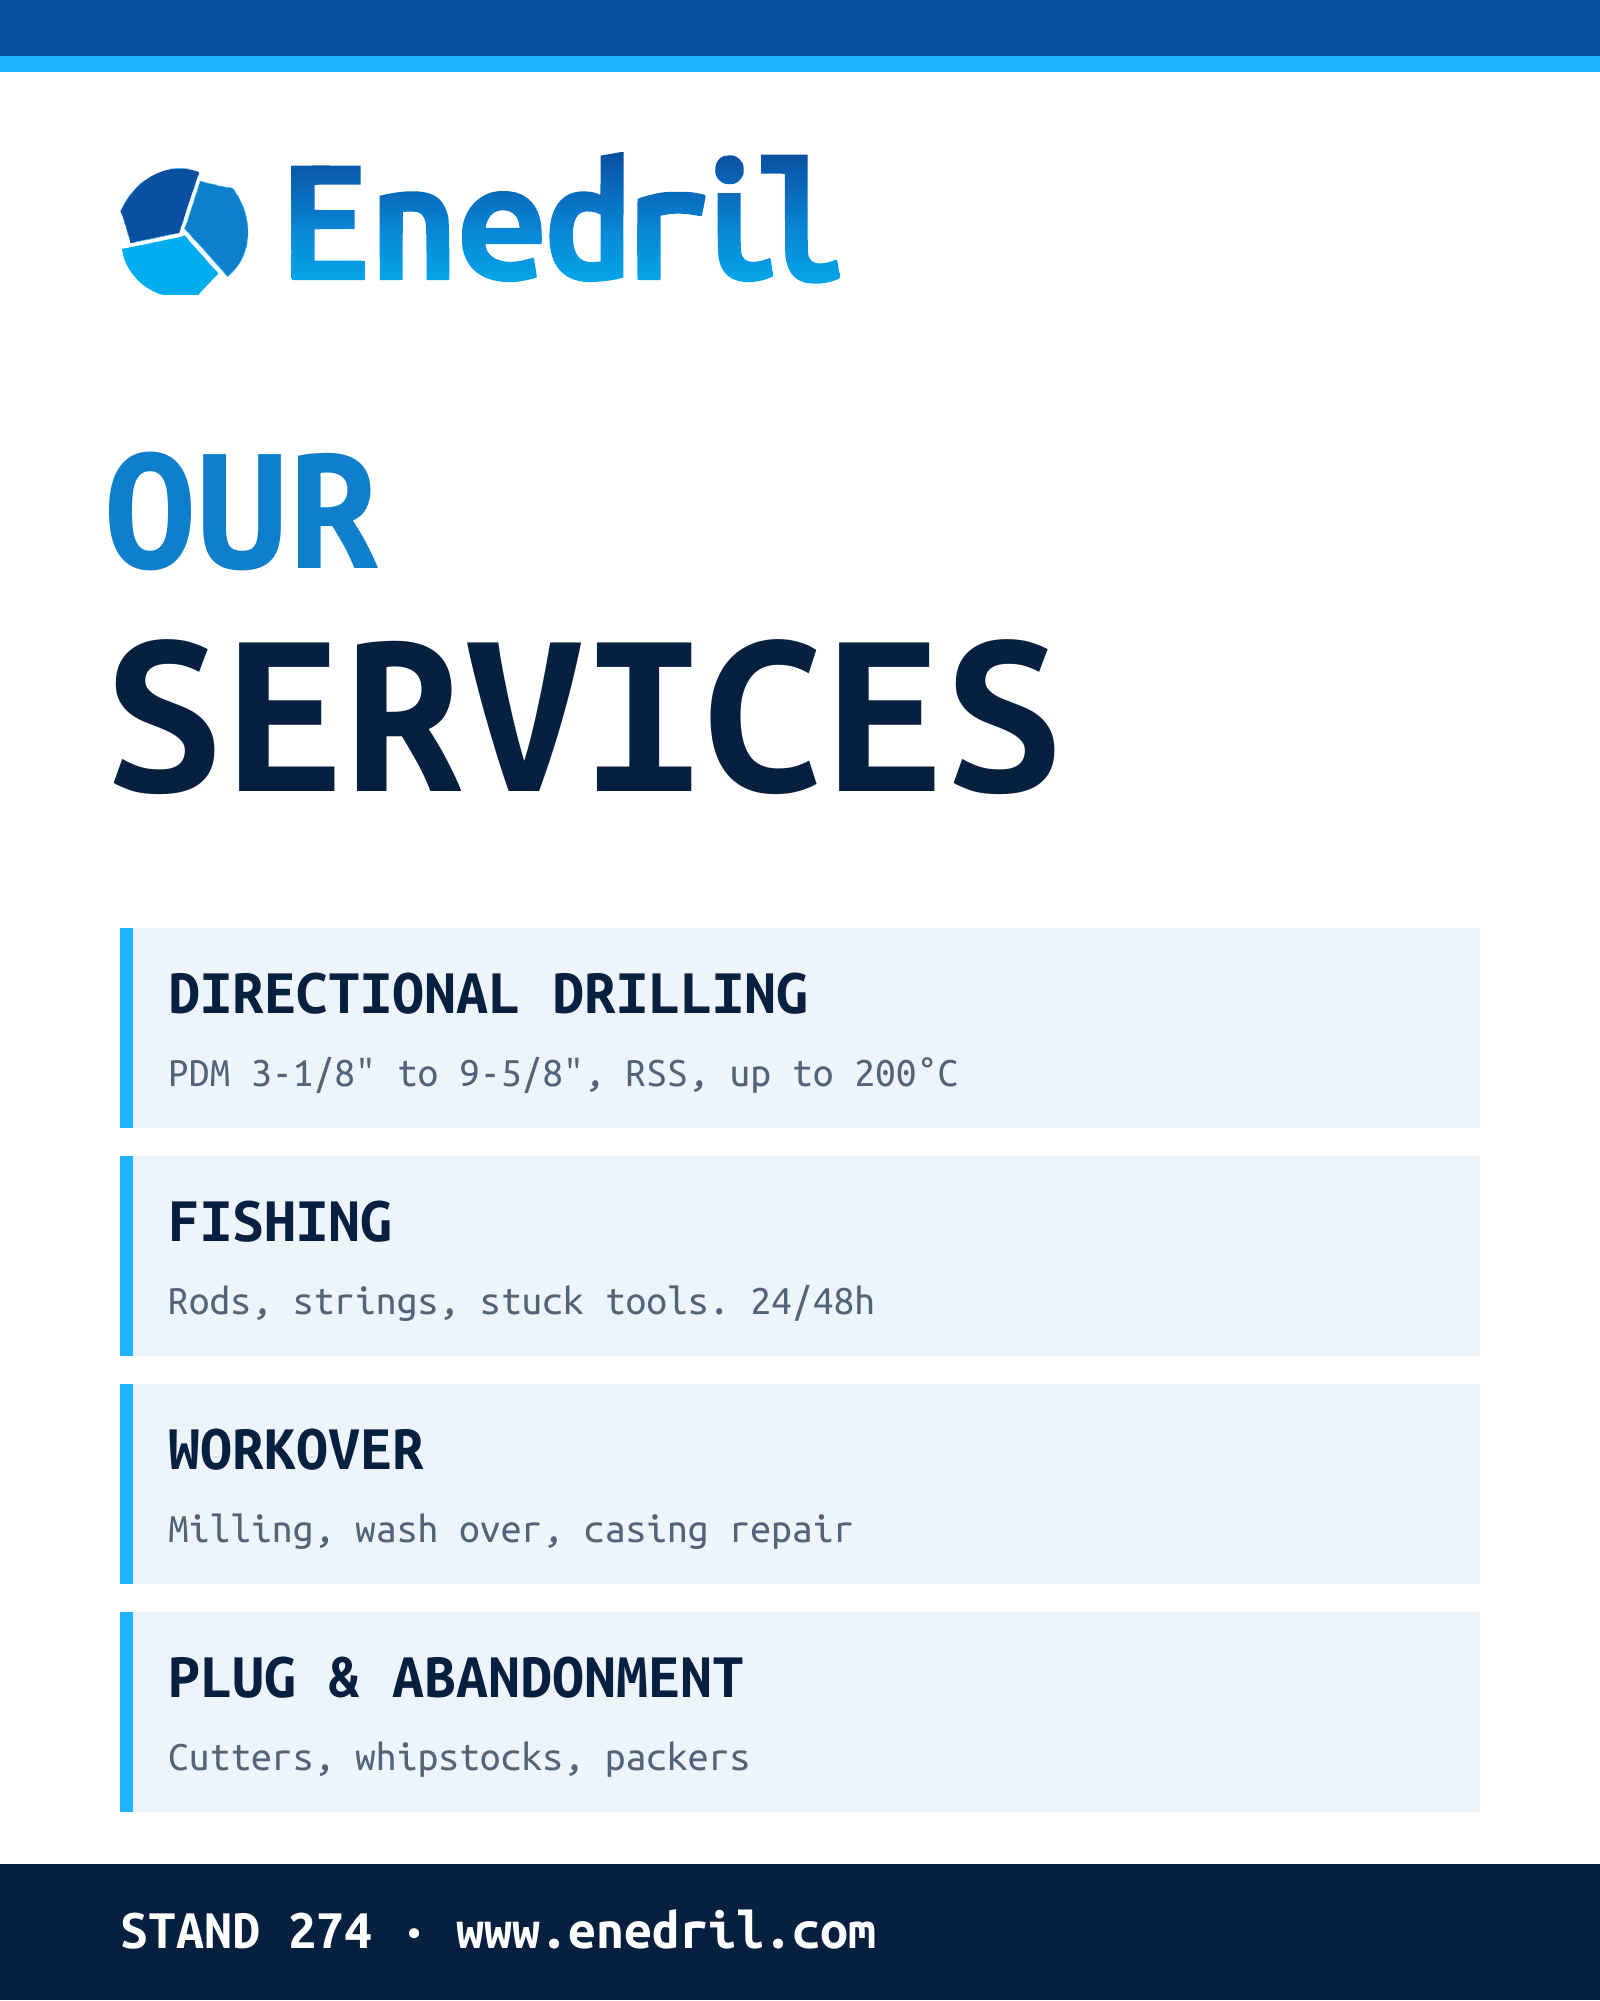 Enedril
OUR
SERVICES
DIRECTIONAL DRILLING
PDM 3-1/8" to 9-5/8", RSS, up to 200°C
FISHING
Rods, strings, stuck tools. 24/48h
WORKOVER
Milling, wash over, casing repair
PLUG & ABANDONMENT
Cutters, whipstocks, packers
STAND 274 · www.enedril.com